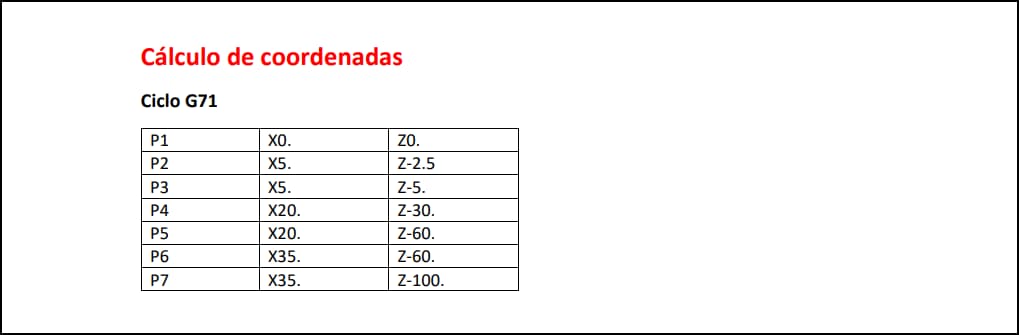 Cálculo de coordenadas
Ciclo G71
P1 X0. Z0.
P2 X5. Z-2.5
P3 X5. Z-5.
P4 X20. Z-30.
P5 X20. Z-60.
P6 X35. Z-60.
P7 X35. Z-100.